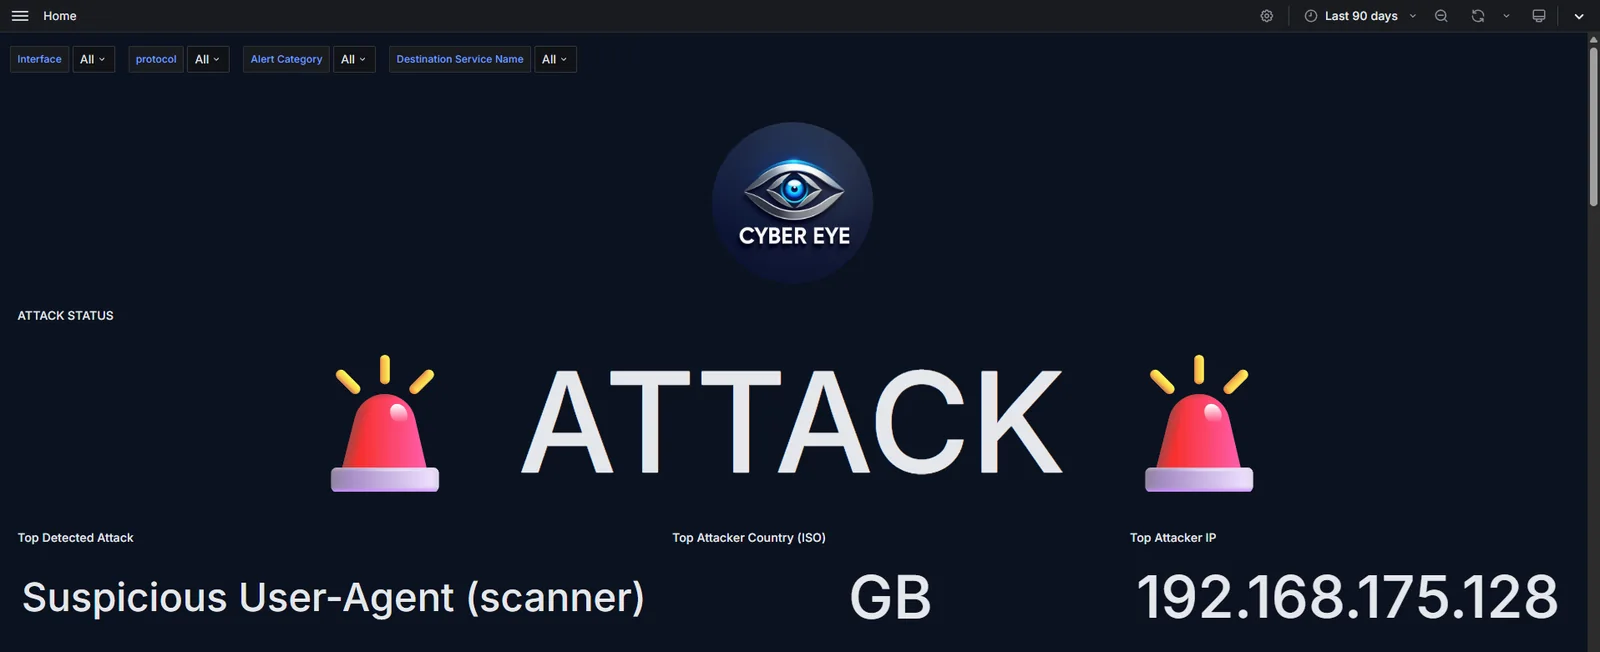 Home
Last 90 days
Interface All protocol All Alert Category All Destination Service Name All
CYBER EYE
ATTACK STATUS
ATTACK
Top Detected Attack Top Attacker Country (ISO) Top Attacker IP
Suspicious User-Agent (scanner) GB 192.168.175.128